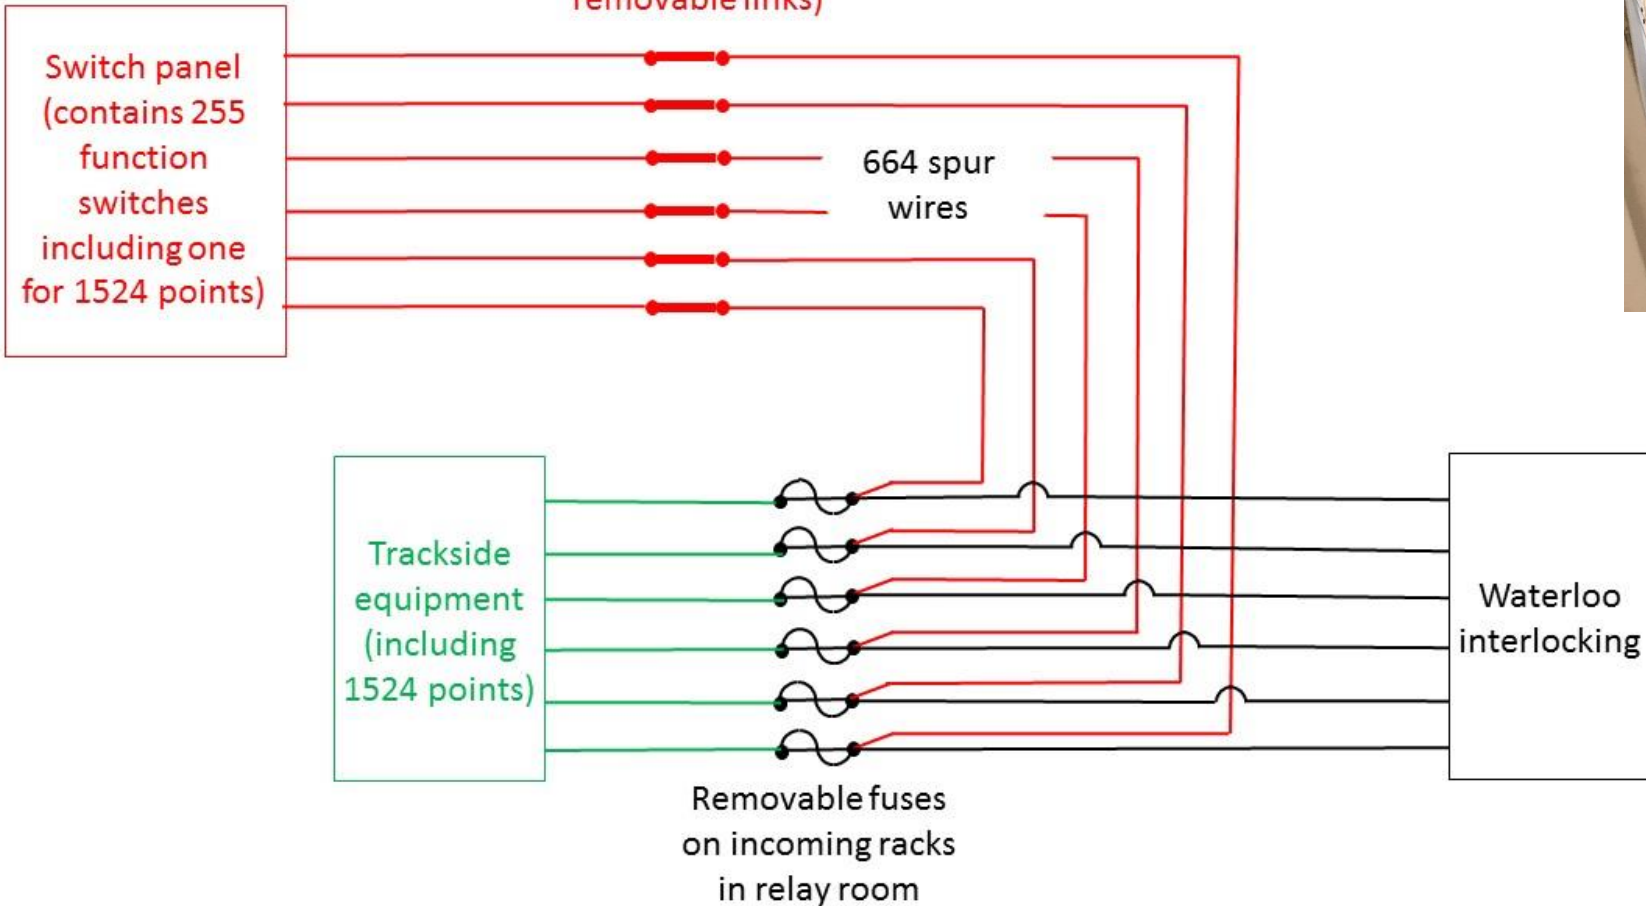 removable links)
Switch panel
(contains 255
function
switches
including one
for 1524 points)
664 spur
wires
Trackside
equipment
(including
1524 points)
Waterloo
interlocking
Removable fuses
on incoming racks
in relay room